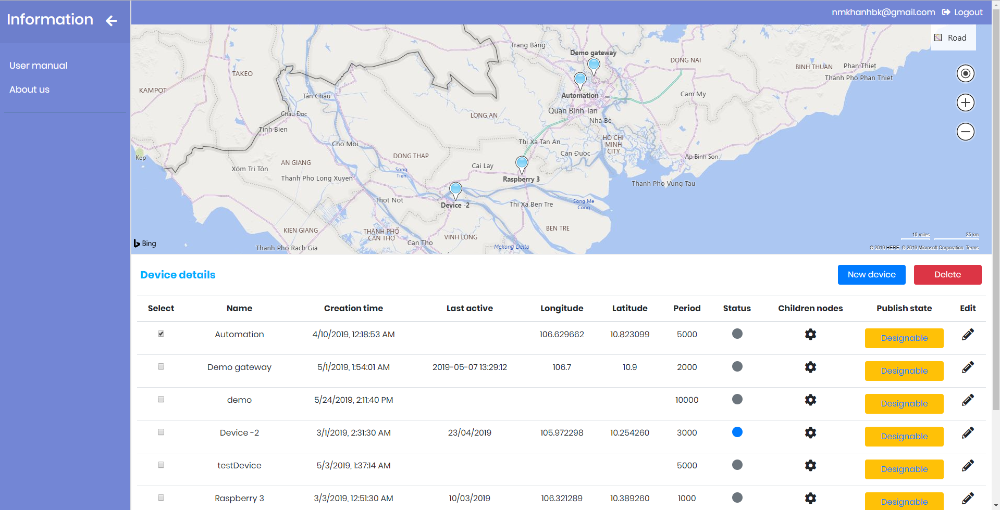 Information
nmkhanhbk@gmail.com Logout
User manual
About us
Road
Trang Bàng
Demo gateway
DONG NAI
BINH THUAN
Phan Thiet
Thanh Pho Phan Thiet
TAKEO
KAMPOT
Tân Châu
Automation
Cam My
Châu Đọc
LONG AN
Quan Binh Tan
Nhà Bè
Tinh Bien
Cho Moi
Thi Xa Tan An
HO CHI
MINH
CITY
Can Đuoc
Kep
DONG THAP
Ap Binh Son
AN GIANG
Cai Lay
Xóm Tri Tôn
Song
Tien
Thanh Pho Long Xuyen
Raspberry 3
Thanh Pho Vung Tau
Thot Not
Device -2
Thi Xa Ben Tre
Song Me
Cong
KIEN GIANG
THÀNH PHỐ
CẦN THƠ
BEN TRE
VINH LONG
Can Tho
Mekong Delta
Thanh Pho Rach Gia
Bing
10 miles 25 km
© 2019 HERE, © 2019 Microsoft Corporation Terms
Device details
New device Delete
Select Name Creation time Last active Longitude Latitude Period Status Children nodes Publish state Edit
Automation 4/10/2019, 12:18:53 AM 106.629662 10.823099 5000 Designable
Demo gateway 5/1/2019, 1:54:01 AM 2019-05-07 13:29:12 106.7 10.9 2000 Designable
demo 5/24/2019, 2:11:40 PM 10000 Designable
Device -2 3/1/2019, 2:31:30 AM 23/04/2019 105.972298 10.254260 3000 Designable
testDevice 5/3/2019, 1:37:14 AM 5000 Designable
Raspberry 3 3/3/2019, 12:51:30 AM 10/03/2019 106.321289 10.389260 1000 Designable